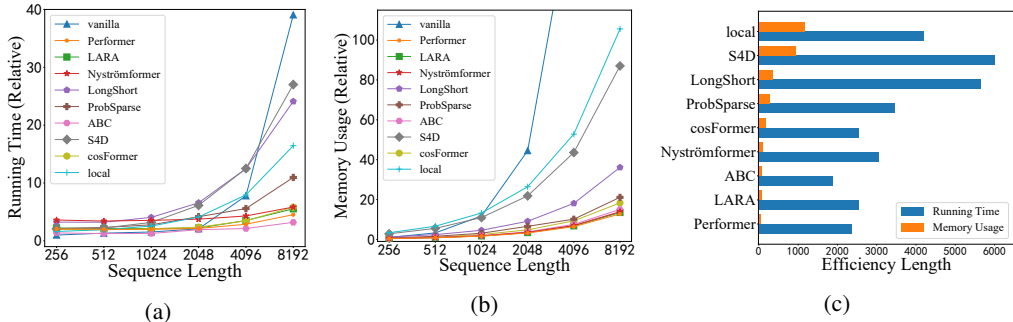 40
30
20
10
0
Running Time (Relative)
vanilla
Performer
LARA
Nyströmformer
LongShort
ProbSparse
ABC
S4D
cosFormer
local
256 512 1024 2048 4096 8192
Sequence Length
(a)
100
80
60
40
20
0
Memory Usage (Relative)
vanilla
Performer
LARA
Nyströmformer
LongShort
ProbSparse
ABC
S4D
cosFormer
local
256 512 1024 2048 4096 8192
Sequence Length
(b)
local
S4D
LongShort
ProbSparse
cosFormer
Nyströmformer
ABC
LARA
Performer
Running Time
Memory Usage
0 1000 2000 3000 4000 5000 6000
Efficiency Length
(c)